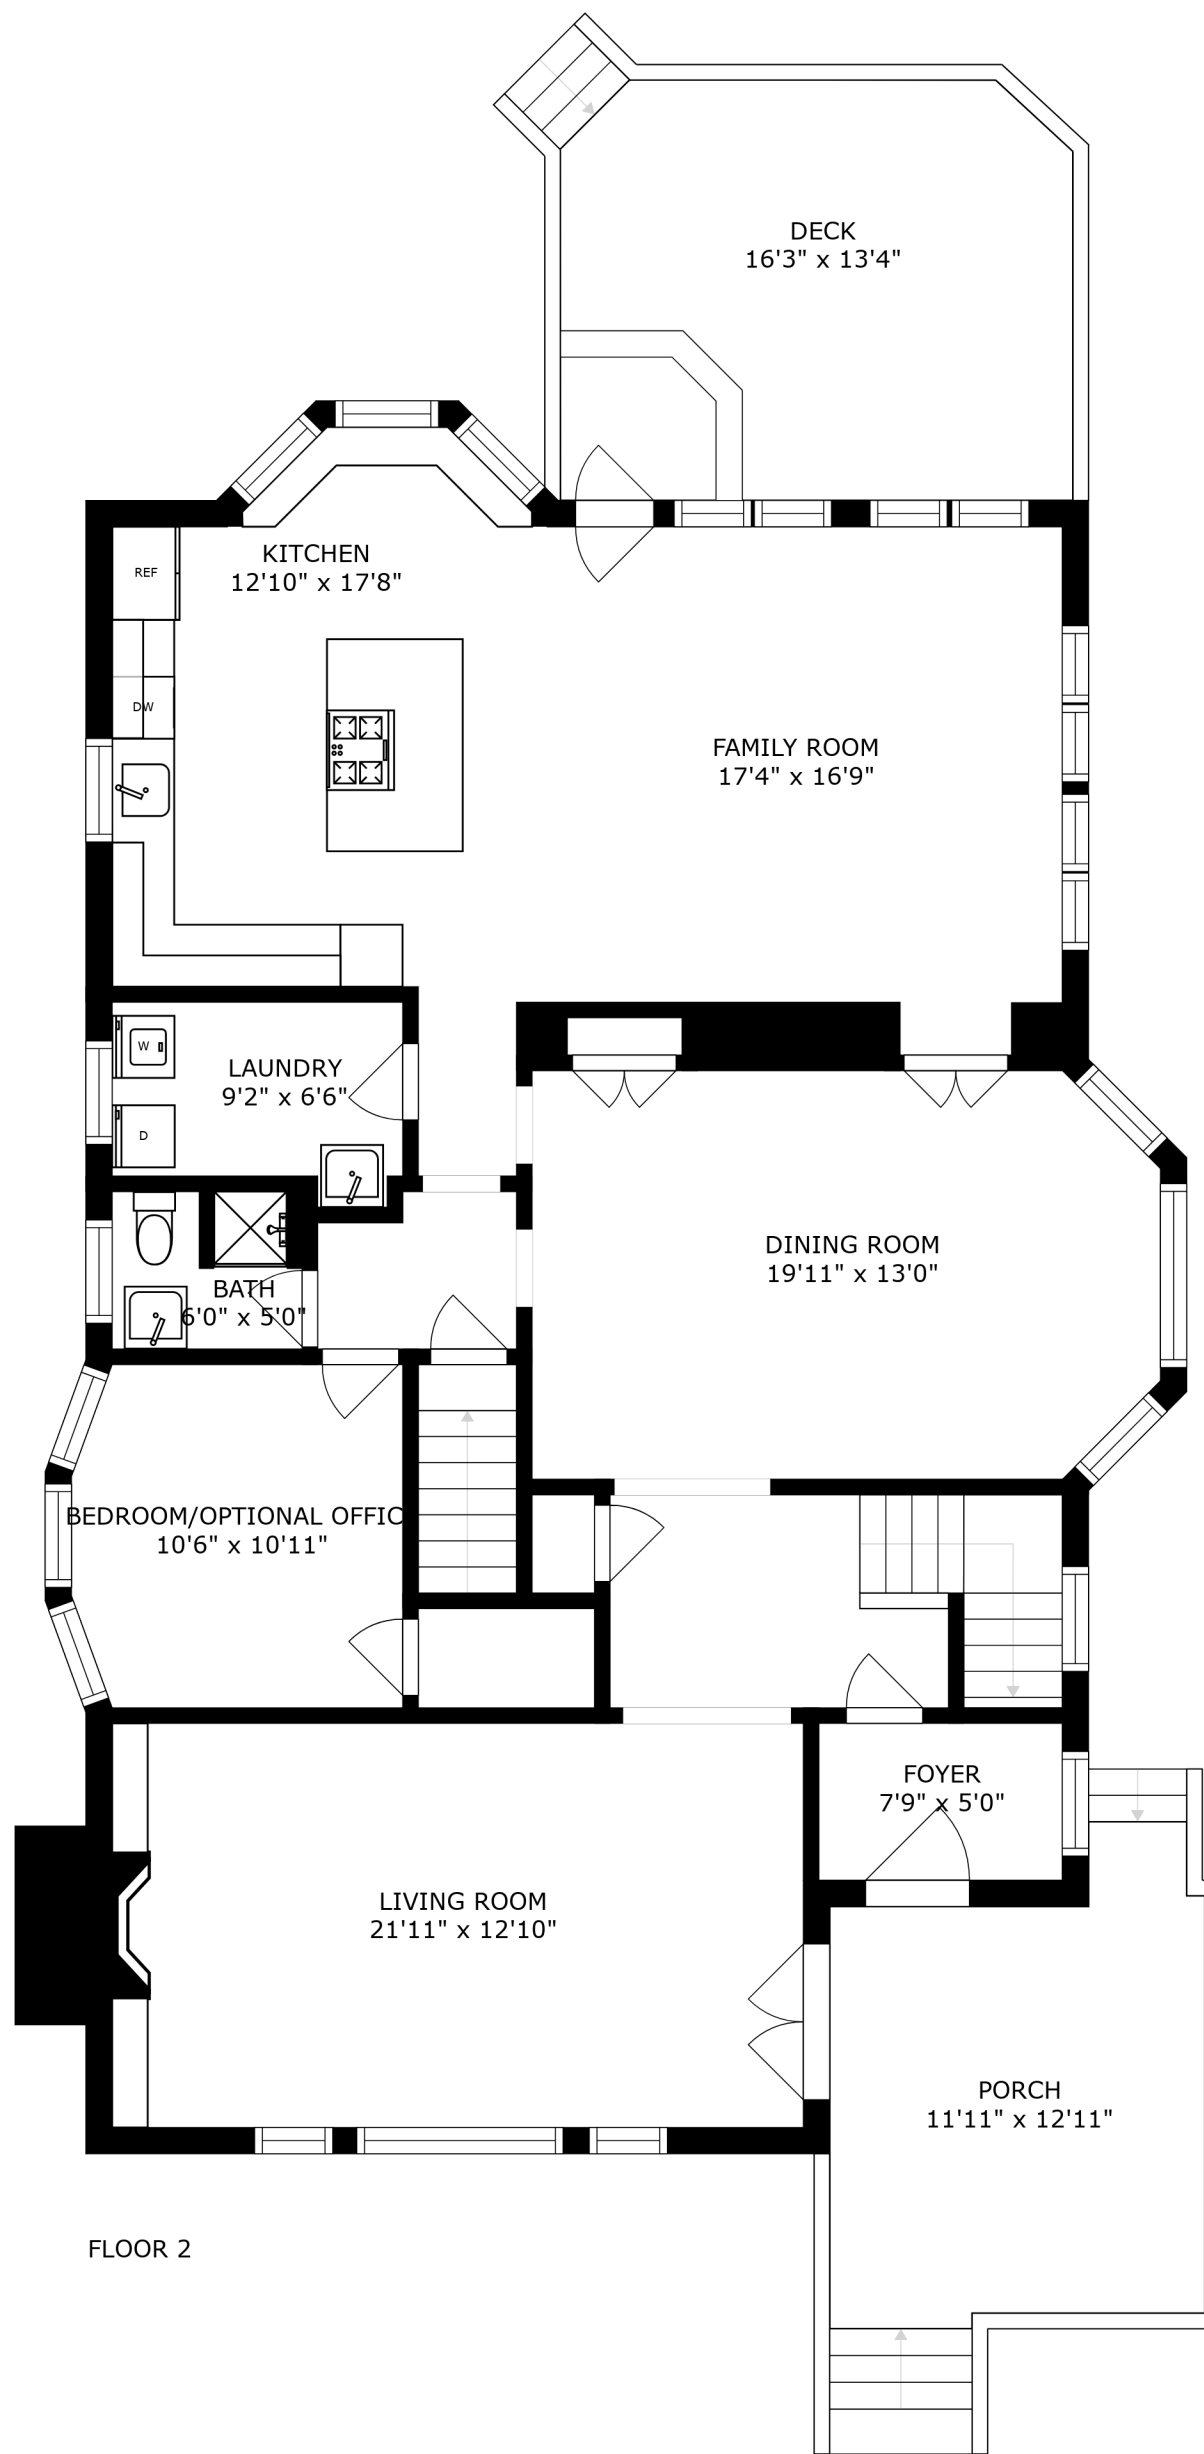 DECK
16'3" x 13'4"
KITCHEN
12'10" x 17'8"
REF
DW
FAMILY ROOM
17'4" x 16'9"
W
LAUNDRY
9'2" x 6'6"
D
DINING ROOM
19'11" x 13'0"
BATH
6'0" x 5'0"
BEDROOM/OPTIONAL OFFIC
10'6" x 10'11"
FOYER
7'9" x 5'0"
LIVING ROOM
21'11" x 12'10"
PORCH
11'11" x 12'11"
FLOOR 2